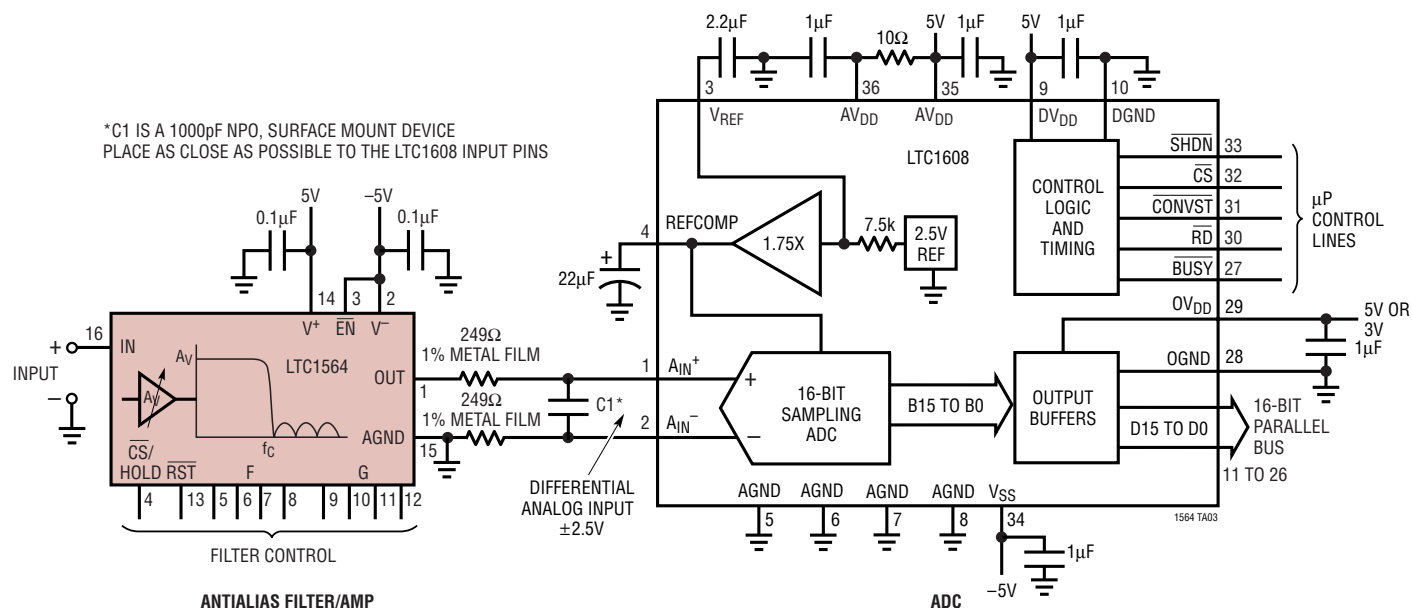 2.2µF
1µF
10Ω
5V
1µF
5V
1µF
3
36
35
9
10
VREF
AVDD
AVDD
DVDD
DGND
*C1 IS A 1000pF NPO, SURFACE MOUNT DEVICE
PLACE AS CLOSE AS POSSIBLE TO THE LTC1608 INPUT PINS
LTC1608
SHDN 33
CS 32
CONVST 31
RD 30
BUSY 27
CONTROL
LOGIC
AND
TIMING
µP
CONTROL
LINES
5V
–5V
0.1µF
0.1µF
4
REFCOMP
1.75X
7.5k
2.5V
REF
+
22µF
14
3
2
V+
EN
V–
OVDD
29
5V OR
3V
1µF
OGND
28
16
+
INPUT
–
IN
AV
LTC1564
AV
fC
OUT
1
AGND
15
249Ω
1% METAL FILM
249Ω
1% METAL FILM
C1*
1
AIN+
2
AIN–
+
–
16-BIT
SAMPLING
ADC
B15 TO B0
OUTPUT
BUFFERS
D15 TO D0
16-BIT
PARALLEL
BUS
11 TO 26
CS/
HOLD RST F G
4 13 5 6 7 8 9 10 11 12
FILTER CONTROL
DIFFERENTIAL
ANALOG INPUT
±2.5V
AGND
AGND
AGND
AGND
VSS
5
6
7
8
34
1µF
–5V
1564 TA03
ANTIALIAS FILTER/AMP
ADC